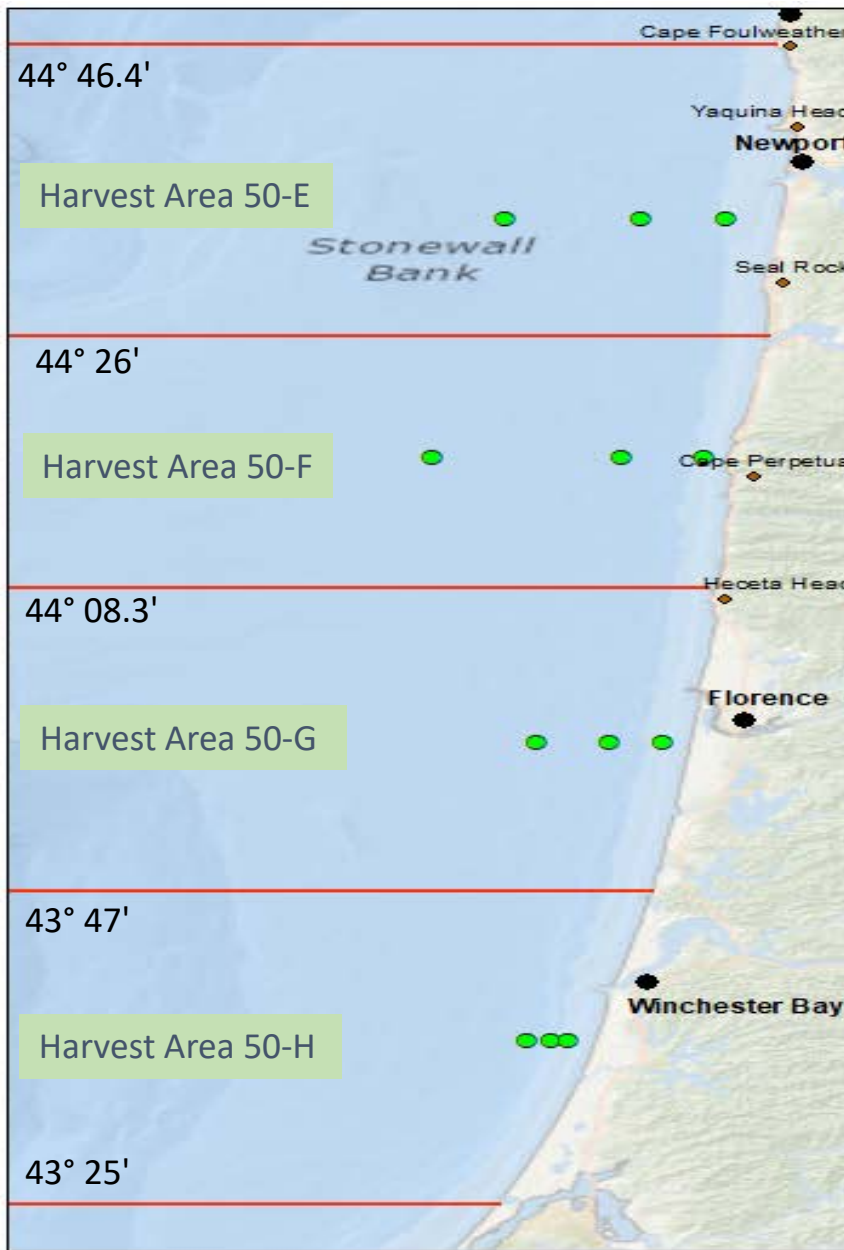 Cape Foulweather
44° 46.4'
Yaquina Head
Newport
Harvest Area 50-E
Stonewall
Bank
Seal Rock
44° 26'
Harvest Area 50-F
Cape Perpetua
Heceta Head
44° 08.3'
Florence
Harvest Area 50-G
43° 47'
Winchester Bay
Harvest Area 50-H
43° 25'